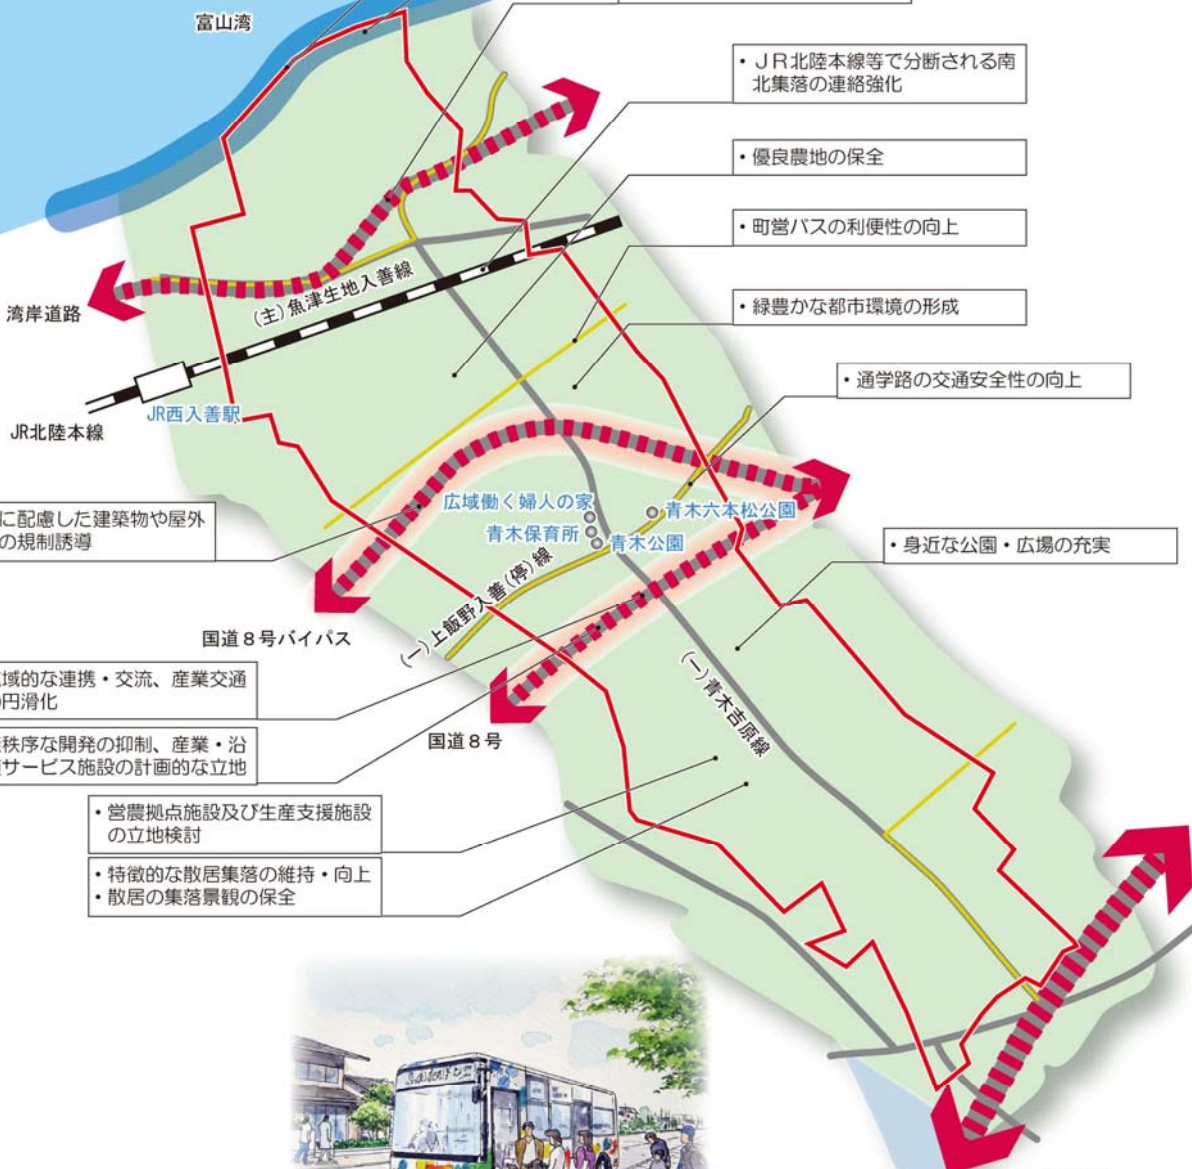 富山湾
・ＪＲ北陸本線等で分断される南
北集落の連絡強化
・優良農地の保全
・町営バスの利便性の向上
湾岸道路
(主)魚津生地入善線
・緑豊かな都市環境の形成
・通学路の交通安全性の向上
JR西入善駅
JR北陸本線
広域働く婦人の家
青木六本松公園
青木保育所
青木公園
に配慮した建築物や屋外
の規制誘導
・身近な公園・広場の充実
(一)上飯野入善(停)線
国道８号バイパス
(一)青木吉原線
域的な連携・交流、産業交通
円滑化
国道８号
秩序な開発の抑制、産業・沿
サービス施設の計画的な立地
・営農拠点施設及び生産支援施設
の立地検討
・特徴的な散居集落の維持・向上
・散居の集落景観の保全